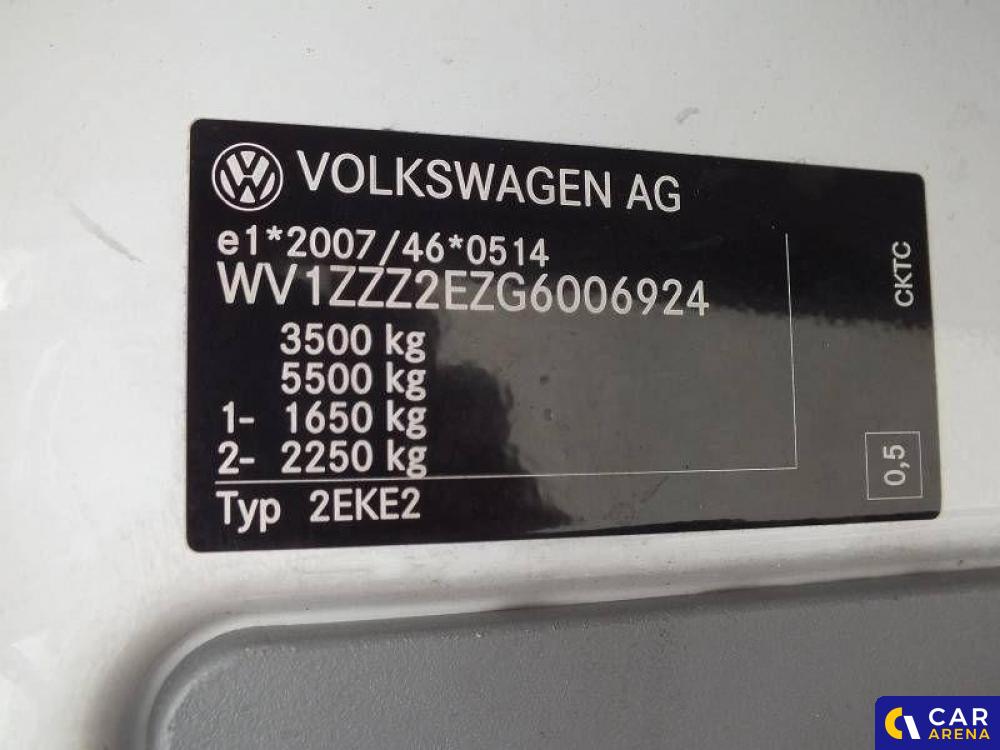 VOLKSWAGEN AG
e1*2007/46*0514
WV1ZZZ2EZG6006924
3500 kg
5500 kg
1- 1650 kg
2- 2250 kg
Typ 2EKE2
CKTC
0,5
CAR
ARENA